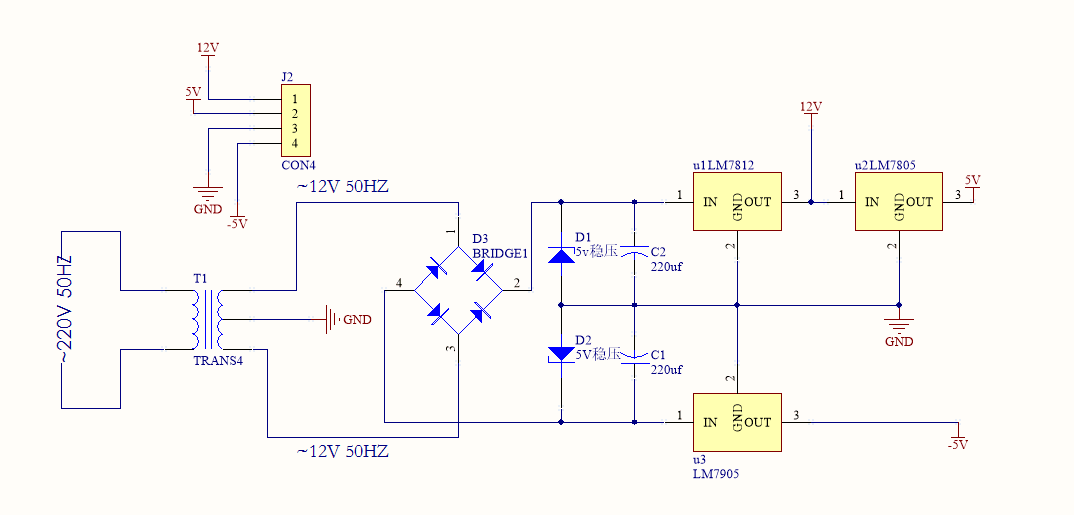 12V
J2
5V
1
2
3
4
CON4
GND
-5V
~12V 50HZ
~220V 50HZ
T1
TRANS4
GND
1
D3
BRIDGE1
4
2
3
~12V 50HZ
D1
5v稳压
C2
220uf
D2
5V稳压
C1
220uf
12V
u1LM7812
1
IN
GND
OUT
3
2
u2LM7805
1
IN
GND
OUT
3
2
5V
GND
2
1
IN
GND
OUT
3
u3
LM7905
-5V